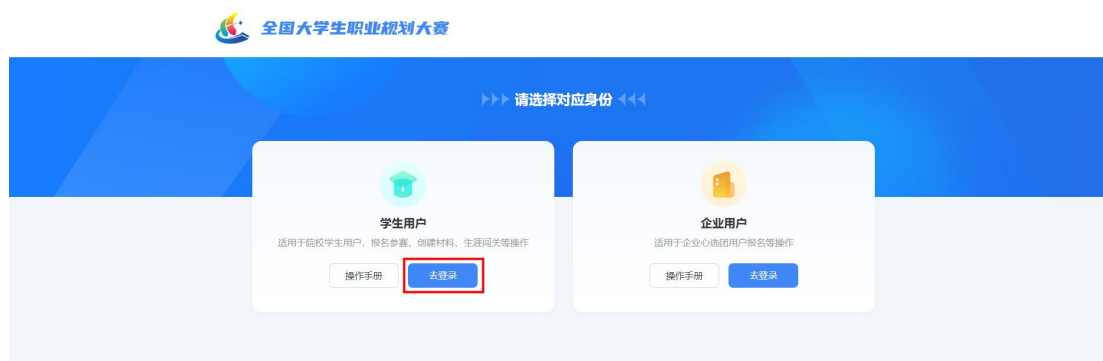 全国大学生职业规划大赛
请选择对应身份
学生用户
适用于院校学生用户，报名参赛、创建材料、生涯闯关等操作
操作手册
去登录
企业用户
适用于企业心选团用户报名等操作
操作手册
去登录